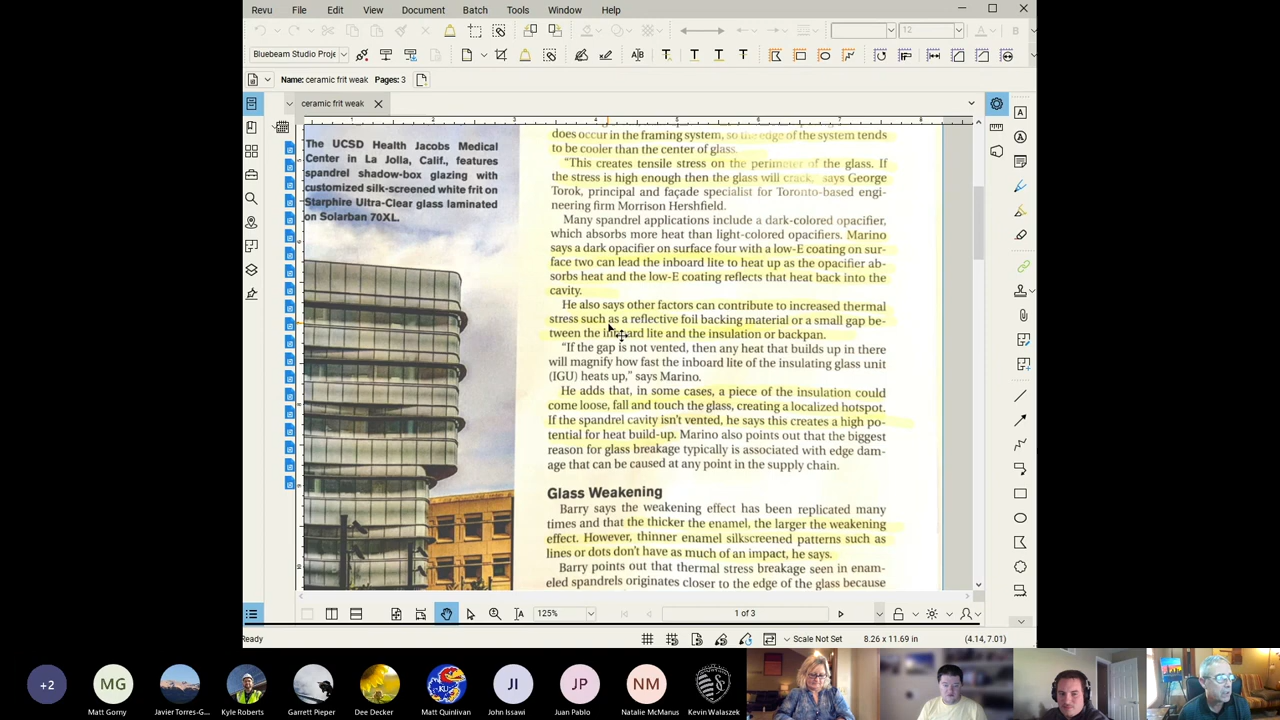 Revu File Edit View Document Batch Tools Window Help
12
Bluebeam Studio Proje
Name: ceramic frit weak Pages: 3
ceramic frit weak
The UCSD Health Jacobs Medical
Center in La Jolla, Calif., features
spandrel shadow-box glazing with
customized silk-screened white frit on
Starphire Ultra-Clear glass laminated
on Solarban 70XL.
does occur in the framing system, so the edge of the system tends
to be cooler than the center of glass.
“This creates tensile stress on the perimeter of the glass. If
the stress is high enough then the glass will crack,” says George
Torok, principal and façade specialist for Toronto-based engi-
neering firm Morrison Hershfield.
Many spandrel applications include a dark-colored opacifier,
which absorbs more heat than light-colored opacifiers. Marino
says a dark opacifier on surface four with a low-E coating on sur-
face two can lead the inboard lite to heat up as the opacifier ab-
sorbs heat and the low-E coating reflects that heat back into the
cavity.
He also says other factors can contribute to increased thermal
stress such as a reflective foil backing material or a small gap be-
tween the inboard lite and the insulation or backpan.
“If the gap is not vented, then any heat that builds up in there
will magnify how fast the inboard lite of the insulating glass unit
(IGU) heats up,” says Marino.
He adds that, in some cases, a piece of the insulation could
come loose, fall and touch the glass, creating a localized hotspot.
If the spandrel cavity isn’t vented, he says this creates a high po-
tential for heat build-up. Marino also points out that the biggest
reason for glass breakage typically is associated with edge dam-
age that can be caused at any point in the supply chain.
Glass Weakening
Barry says the weakening effect has been replicated many
times and that the thicker the enamel, the larger the weakening
effect. However, thinner enamel silkscreened patterns such as
lines or dots don’t have as much of an impact, he says.
Barry points out that thermal stress breakage seen in enam-
eled spandrels originates closer to the edge of the glass because
125%
1 of 3
Ready
Scale Not Set
8.26 x 11.69 in
(4.14, 7.01)
+2
MG
JI
JP
NM
Matt Gorny
Javier Torres-G...
Kyle Roberts
Garrett Pieper
Dee Decker
Matt Quinlivan
John Issawi
Juan Pablo
Natalie McManus
Kevin Walaszek